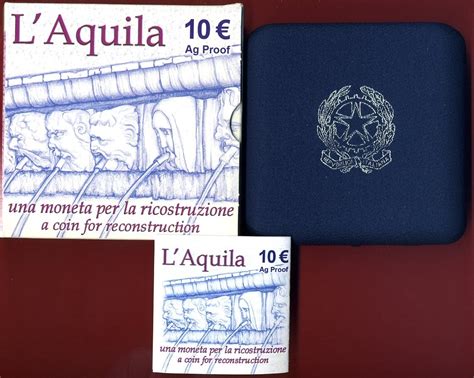 L'Aquila
10 €
Ag Proof
una moneta per la ricostruzione
a coin for reconstruction
L'Aquila
10 €
Ag Proof
una moneta per la ricostruzione
a coin for reconstruction